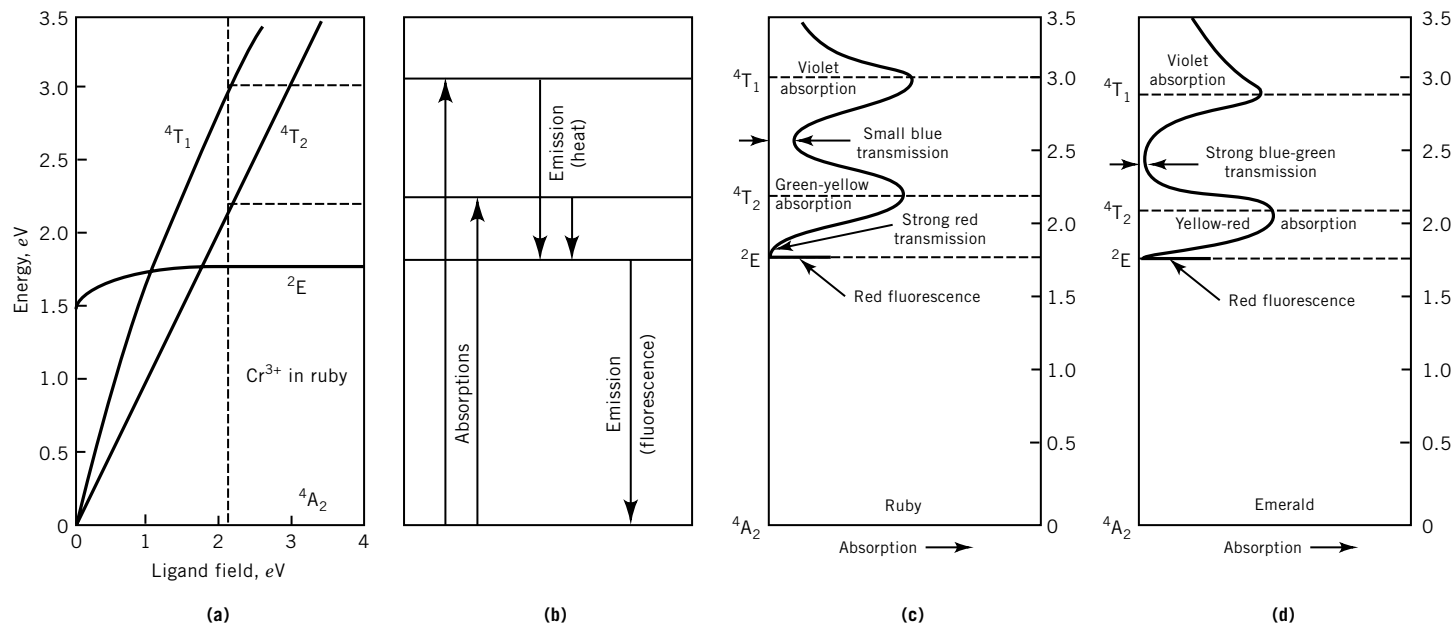 3.5
3.0
2.5
2.0
1.5
1.0
0.5
0
Energy, eV
⁴T₁
⁴T₂
²E
Cr³⁺ in ruby
⁴A₂
0
1
2
3
4
Ligand field, eV
(a)
Absorptions
Emission
(heat)
Emission
(fluorescence)
(b)
⁴T₁
⁴T₂
²E
⁴A₂
Violet
absorption
Small blue
transmission
Green-yellow
absorption
Strong red
transmission
Red fluorescence
Ruby
Absorption
3.5
3.0
2.5
2.0
1.5
1.0
0.5
0
(c)
⁴T₁
⁴T₂
²E
⁴A₂
Violet
absorption
Strong blue-green
transmission
Yellow-red absorption
Red fluorescence
Emerald
Absorption
3.5
3.0
2.5
2.0
1.5
1.0
0.5
0
(d)